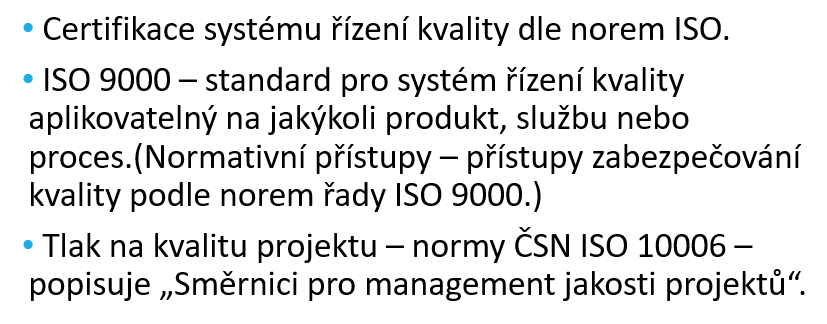 • Certifikace systému řízení kvality dle norem ISO.
• ISO 9000 – standard pro systém řízení kvality
aplikovatelný na jakýkoli produkt, službu nebo
proces.(Normativní přístupy – přístupy zabezpečování
kvality podle norem řady ISO 9000.)
• Tlak na kvalitu projektu – normy ČSN ISO 10006 –
popisuje „Směrnici pro management jakosti projektů“.